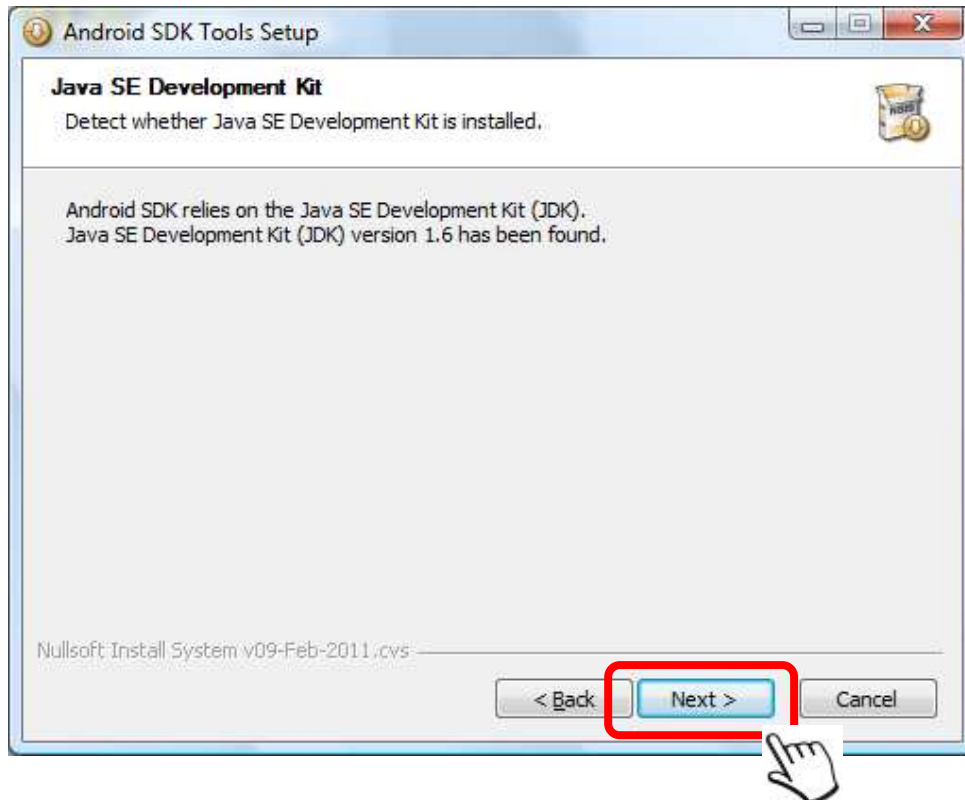 Android SDK Tools Setup
Java SE Development Kit
Detect whether Java SE Development Kit is installed.
Android SDK relies on the Java SE Development Kit (JDK).
Java SE Development Kit (JDK) version 1.6 has been found.
Nullsoft Install System v09-Feb-2011.cvs
< Back Next > Cancel